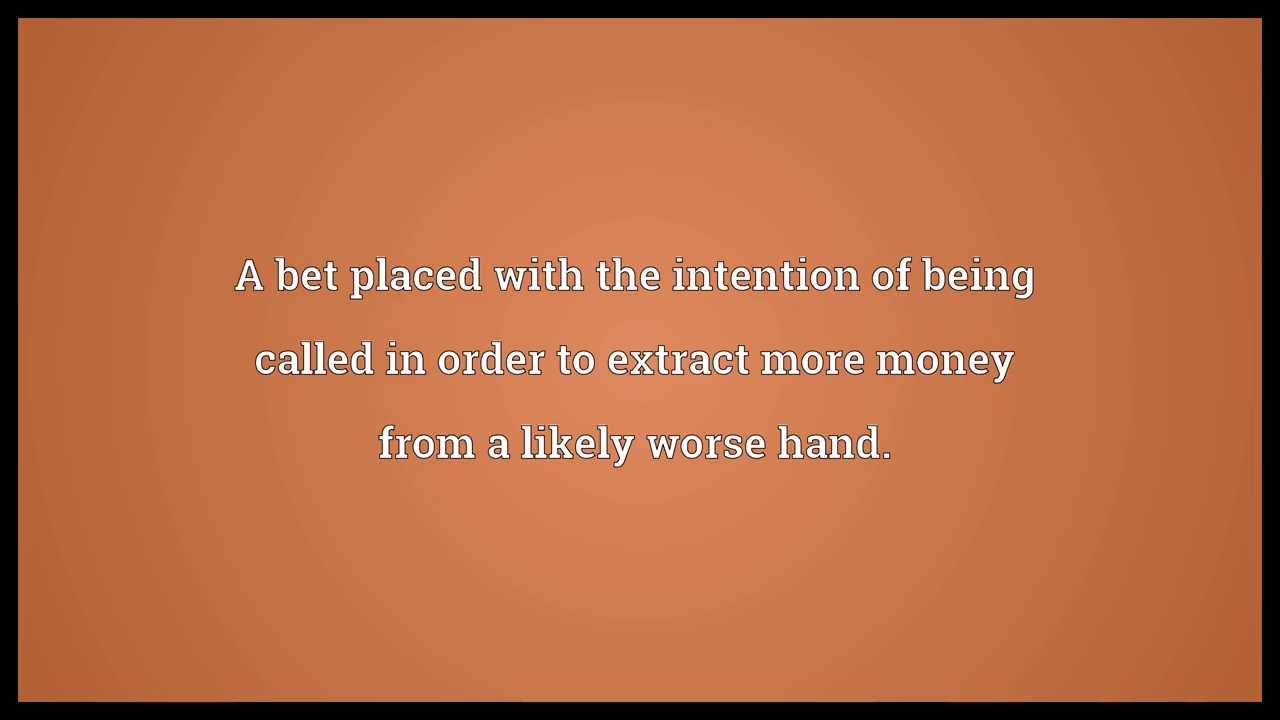 A bet placed with the intention of being
called in order to extract more money
from a likely worse hand.